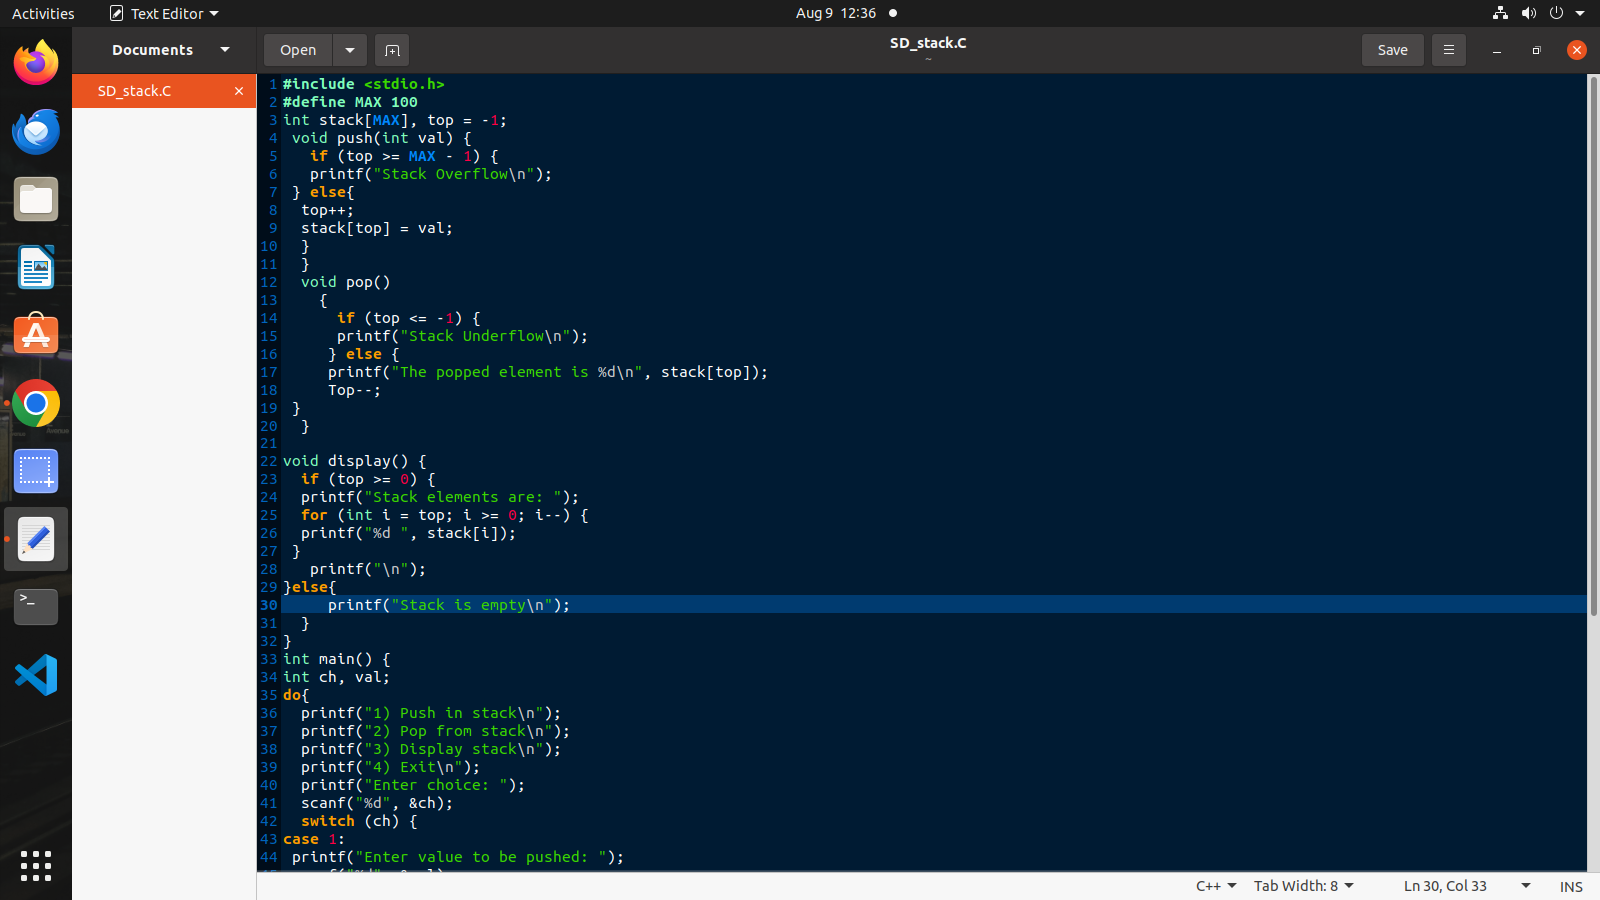 Activities Text Editor Aug 9 12:36
Documents Open SD_stack.C Save
~
SD_stack.C
1 #include <stdio.h>
2 #define MAX 100
3 int stack[MAX], top = -1;
4 void push(int val) {
5 if (top >= MAX - 1) {
6 printf("Stack Overflow\n");
7 } else{
8 top++;
9 stack[top] = val;
10 }
11 }
12 void pop()
13 {
14 if (top <= -1) {
15 printf("Stack Underflow\n");
16 } else {
17 printf("The popped element is %d\n", stack[top]);
18 Top--;
19 }
20 }
21
22 void display() {
23 if (top >= 0) {
24 printf("Stack elements are: ");
25 for (int i = top; i >= 0; i--) {
26 printf("%d ", stack[i]);
27 }
28 printf("\n");
29 }else{
30 printf("Stack is empty\n");
31 }
32 }
33 int main() {
34 int ch, val;
35 do{
36 printf("1) Push in stack\n");
37 printf("2) Pop from stack\n");
38 printf("3) Display stack\n");
39 printf("4) Exit\n");
40 printf("Enter choice: ");
41 scanf("%d", &ch);
42 switch (ch) {
43 case 1:
44 printf("Enter value to be pushed: ");
C++ Tab Width: 8 Ln 30, Col 33 INS